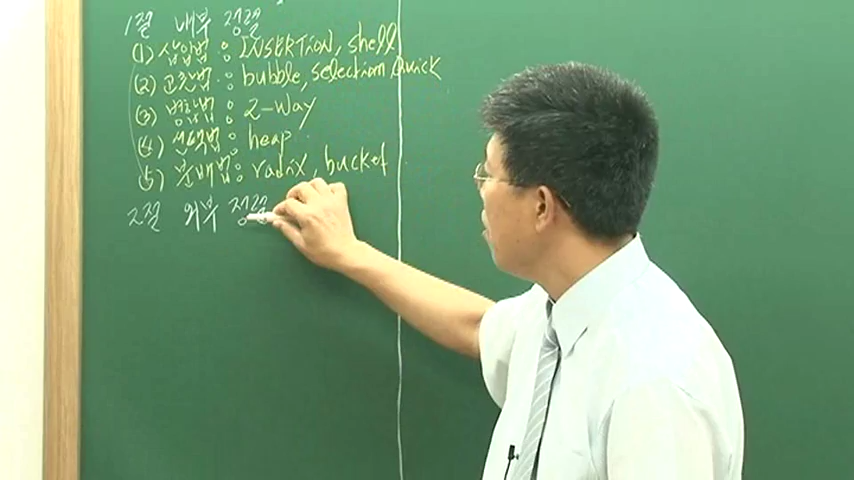 1절 내부 정렬
(1) 삽입법 : INSERTION, shell
(2) 교환법 : bubble, selection, Quick
(3) 병합법 : 2-way
(4) 선택법 : heap
(5) 분배법 : radix, bucket
2절 외부 정렬